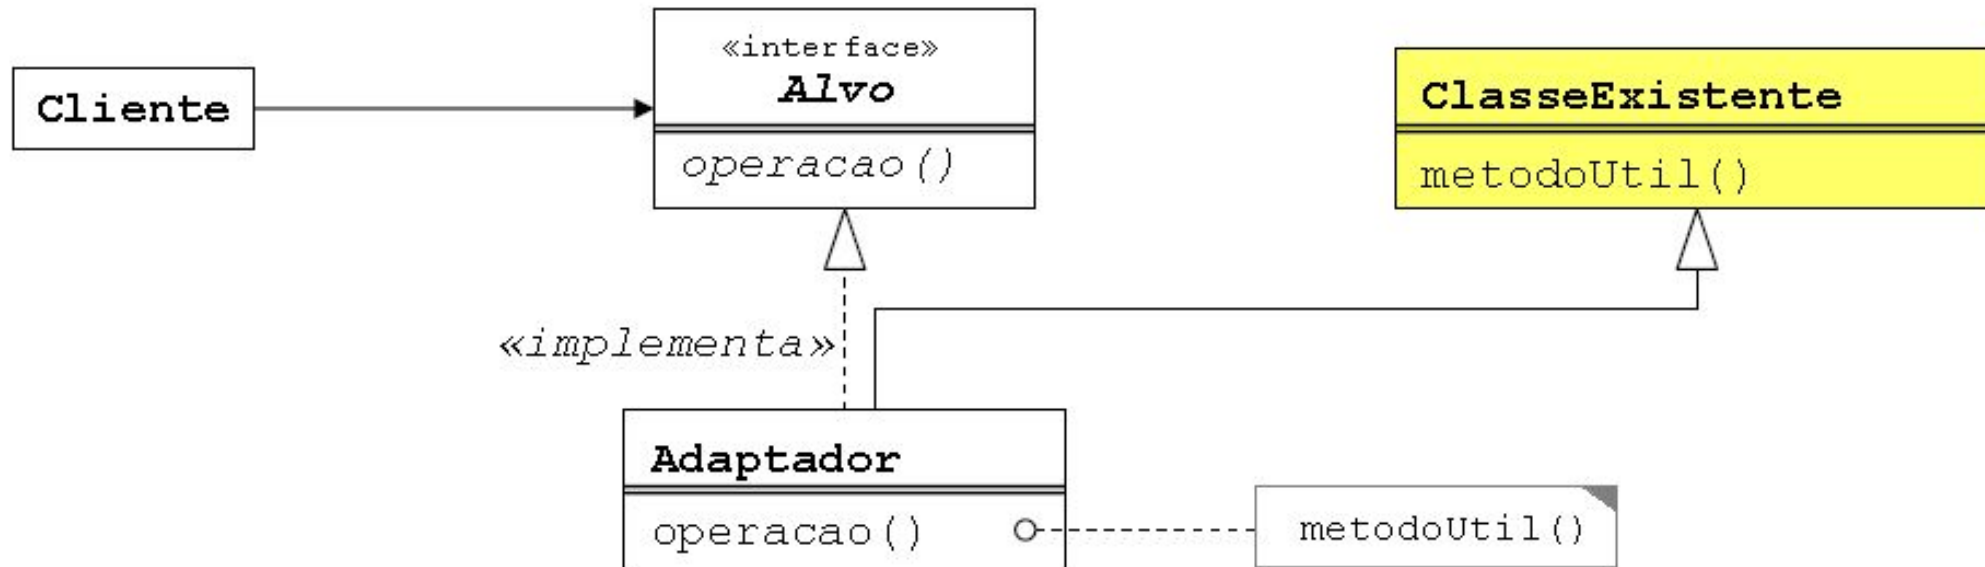 Cliente
«interface»
Alvo
operacao()
ClasseExistente
metodoUtil()
«implementa»
Adaptador
operacao()
metodoUtil()